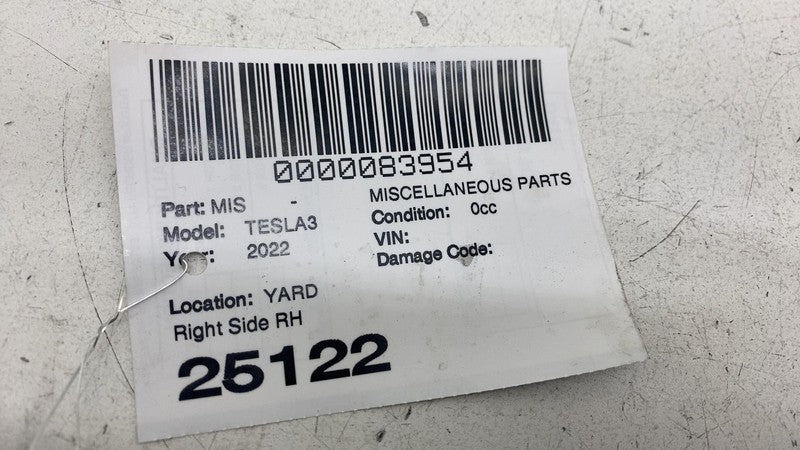 0000083954
Part: MIS - MISCELLANEOUS PARTS
Model: TESLA3 Condition: 0cc
Year: 2022 VIN:
Damage Code:
Location: YARD
Right Side RH
25122